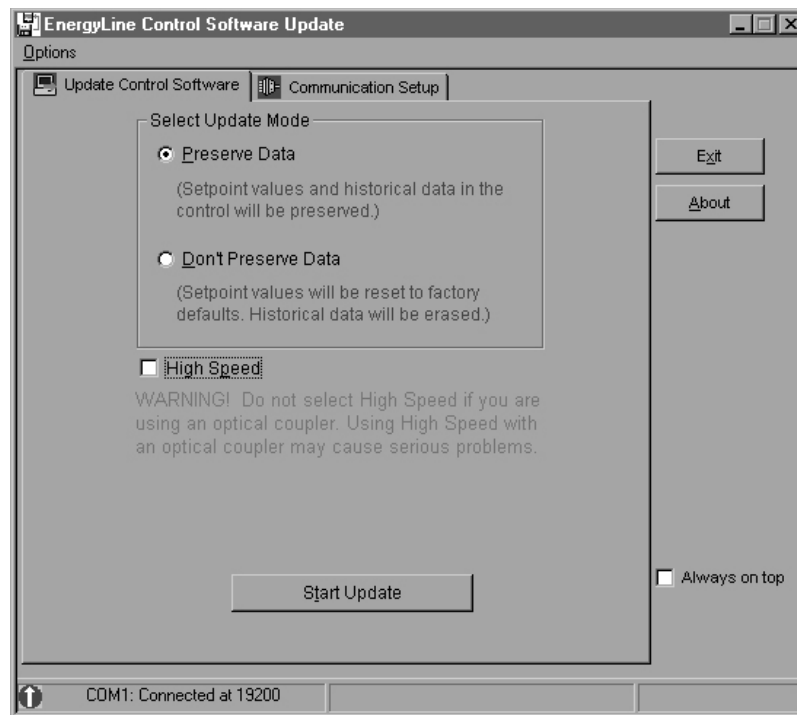 EnergyLine Control Software Update
Options
Update Control Software
Communication Setup
Select Update Mode
Preserve Data
(Setpoint values and historical data in the
control will be preserved.)
Don't Preserve Data
(Setpoint values will be reset to factory
defaults. Historical data will be erased.)
High Speed
WARNING! Do not select High Speed if you are
using an optical coupler. Using High Speed with
an optical coupler may cause serious problems.
Start Update
Exit
About
Always on top
COM1: Connected at 19200